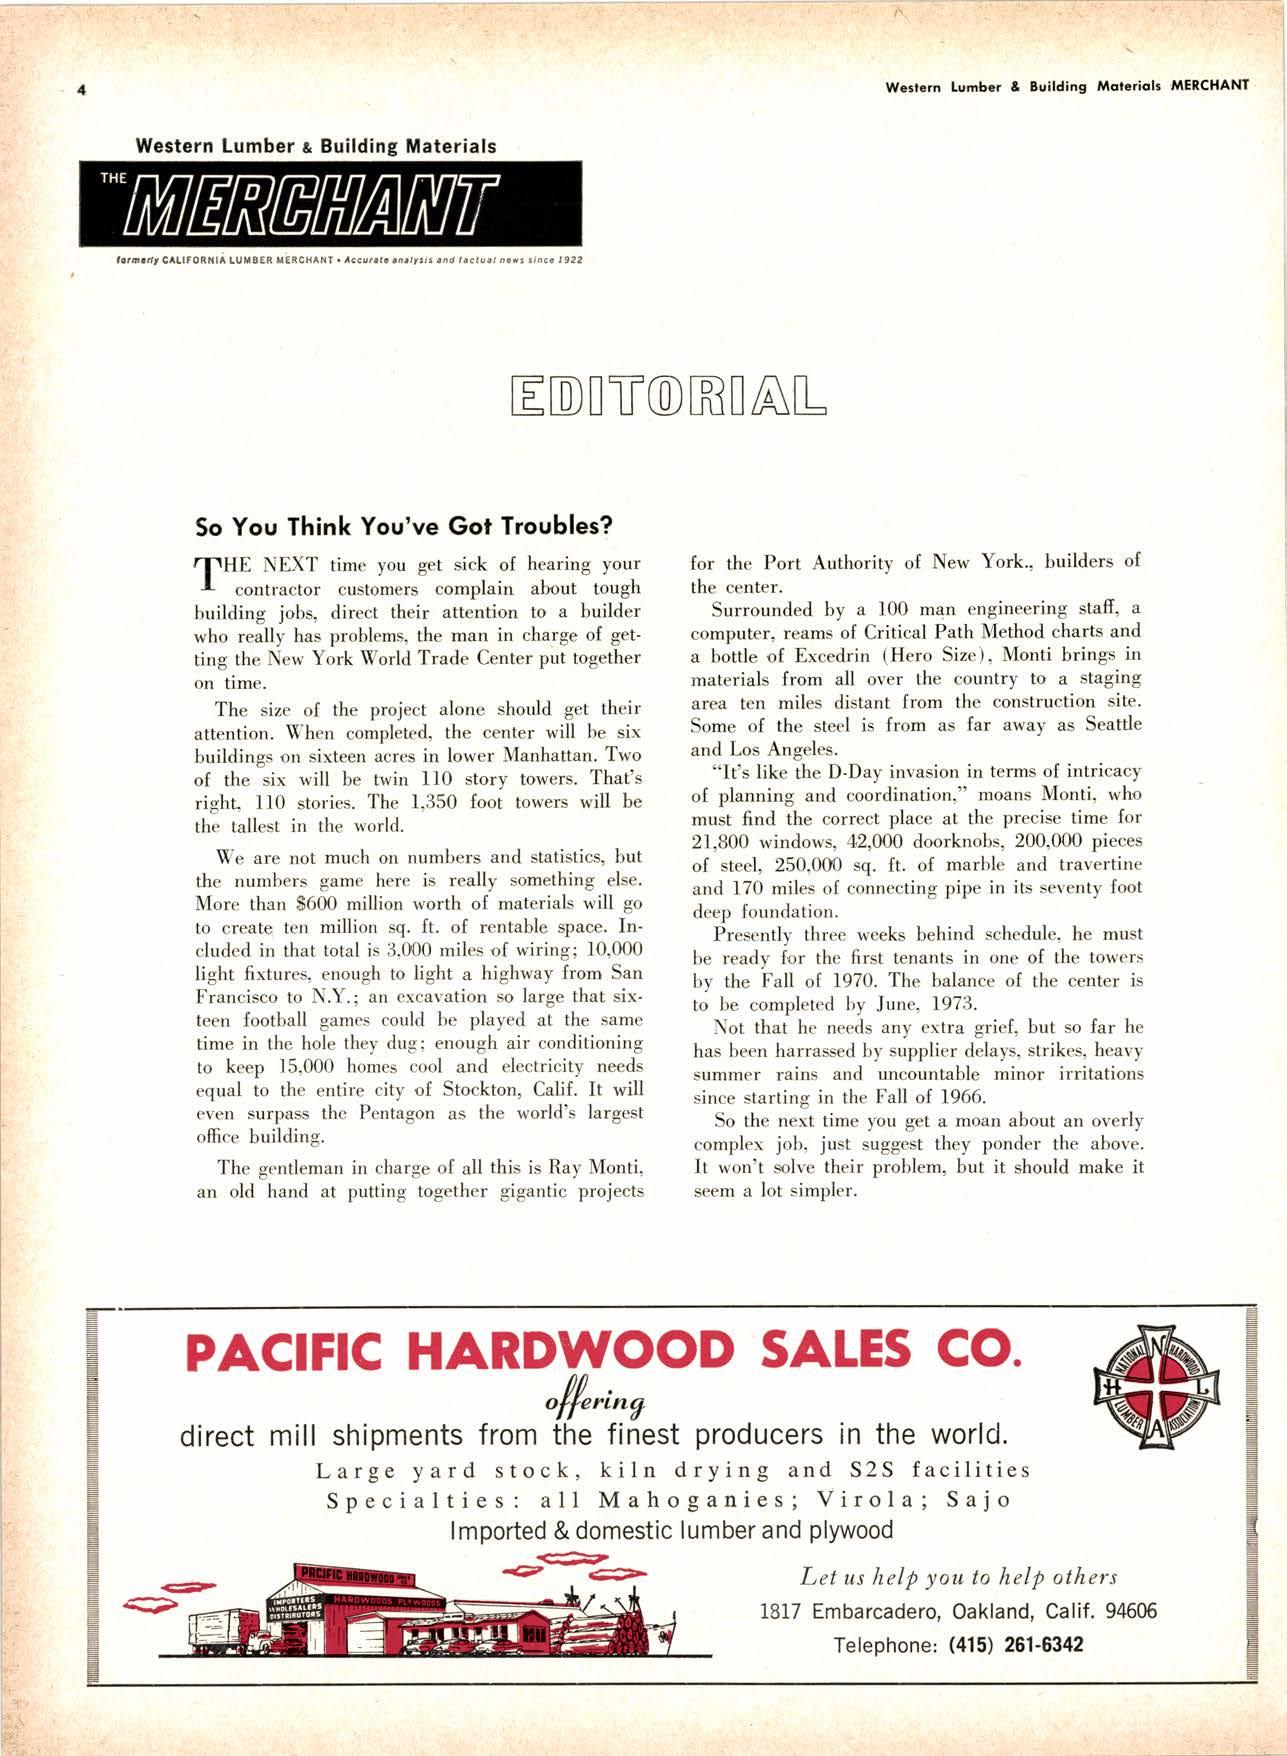 4
Western Lumber & Building Materials MERCHANT
Western Lumber & Building Materials
THE MERCHANT
formerly CALIFORNIA LUMBER MERCHANT • Accurate analysis and factual news since 1922
EDITORIAL
So You Think You've Got Troubles?
THE NEXT time you get sick of hearing your
contractor customers complain about tough
building jobs, direct their attention to a builder
who really has problems, the man in charge of get-
ting the New York World Trade Center put together
on time.
The size of the project alone should get their
attention. When completed, the center will be six
buildings on sixteen acres in lower Manhattan. Two
of the six will be twin 110 story towers. That's
right, 110 stories. The 1,350 foot towers will be
the tallest in the world.
We are not much on numbers and statistics, but
the numbers game here is really something else.
More than $600 million worth of materials will go
to create ten million sq. ft. of rentable space. In-
cluded in that total is 3,000 miles of wiring; 10,000
light fixtures, enough to light a highway from San
Francisco to N.Y.; an excavation so large that six-
teen football games could be played at the same
time in the hole they dug; enough air conditioning
to keep 15,000 homes cool and electricity needs
equal to the entire city of Stockton, Calif. It will
even surpass the Pentagon as the world's largest
office building.
The gentleman in charge of all this is Ray Monti,
an old hand at putting together gigantic projects
for the Port Authority of New York., builders of
the center.
Surrounded by a 100 man engineering staff, a
computer, reams of Critical Path Method charts and
a bottle of Excedrin (Hero Size), Monti brings in
materials from all over the country to a staging
area ten miles distant from the construction site.
Some of the steel is from as far away as Seattle
and Los Angeles.
"It's like the D-Day invasion in terms of intricacy
of planning and coordination," moans Monti, who
must find the correct place at the precise time for
21,800 windows, 42,000 doorknobs, 200,000 pieces
of steel, 250,000 sq. ft. of marble and travertine
and 170 miles of connecting pipe in its seventy foot
deep foundation.
Presently three weeks behind schedule, he must
be ready for the first tenants in one of the towers
by the Fall of 1970. The balance of the center is
to be completed by June, 1973.
Not that he needs any extra grief, but so far he
has been harrassed by supplier delays, strikes, heavy
summer rains and uncountable minor irritations
since starting in the Fall of 1966.
So the next time you get a moan about an overly
complex job, just suggest they ponder the above.
It won't solve their problem, but it should make it
seem a lot simpler.
PACIFIC HARDWOOD SALES CO.
offering
direct mill shipments from the finest producers in the world.
Large yard stock, kiln drying and S2S facilities
Specialties: all Mahoganies; Virola; Sajo
Imported & domestic lumber and plywood
NATIONAL HARDWOOD
LUMBER ASSOCIATION
N H L A
PACIFIC HARDWOOD SALES CO.
IMPORTERS
WHOLESALERS
DISTRIBUTORS
HARDWOODS PLYWOODS
Let us help you to help others
1817 Embarcadero, Oakland, Calif. 94606
Telephone: (415) 261-6342